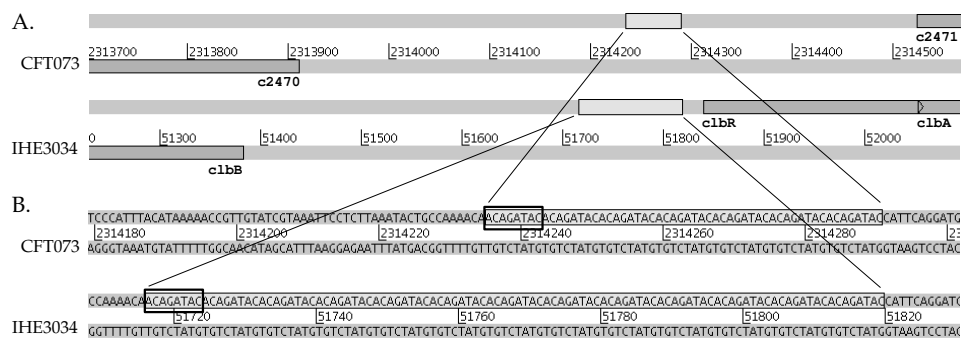 A.
c2471
2313700 2313800 2313900 2314000 2314100 2314200 2314300 2314400 2314500
CFT073
c2470
clbR clbA
0 51300 51400 51500 51600 51700 51800 51900 52000
IHE3034
clbB
B.
TCCCATTTACATAAAAACCGTTGTATCGTAAATTCCTCTTAAATACTGCCAAAACAACAGATACACAGATACACAGATACACAGATACACAGATACACAGATACACAGATACCATTCAGGATG
2314180 2314200 2314220 2314240 2314260 2314280
CFT073
AGGGTAAATGTATTTTTGGCAACATAGCATTTAAGGAGAATTTATGACGGTTTTGTTGTCTATGTGTCTATGTGTCTATGTGTCTATGTGTCTATGTGTCTATGTGTCTATGGTAAGTCCTAC
CCAAAACAACAGATACACAGATACACAGATACACAGATACACAGATACACAGATACACAGATACACAGATACACAGATACACAGATACACAGATACACAGATACACAGATACCATTCAGGATG
51720 51740 51760 51780 51800 51820
IHE3034
GGTTTTGTTGTCTATGTGTCTATGTGTCTATGTGTCTATGTGTCTATGTGTCTATGTGTCTATGTGTCTATGTGTCTATGTGTCTATGTGTCTATGTGTCTATGTGTCTATGGTAAGTCCTAC